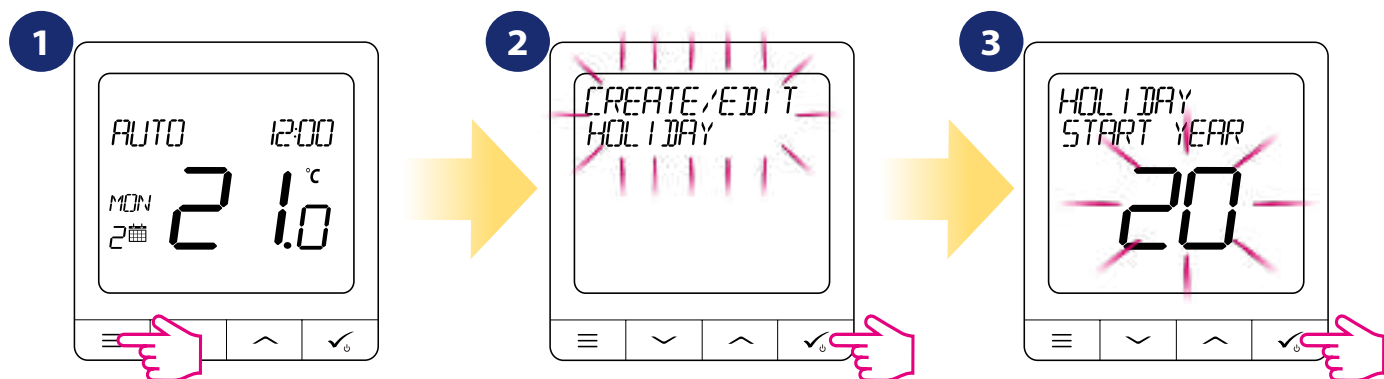 1
AUTO 12:00
MON
2
21.0 °C
2
CREATE/EDIT
HOLIDAY
3
HOLIDAY
START YEAR
20